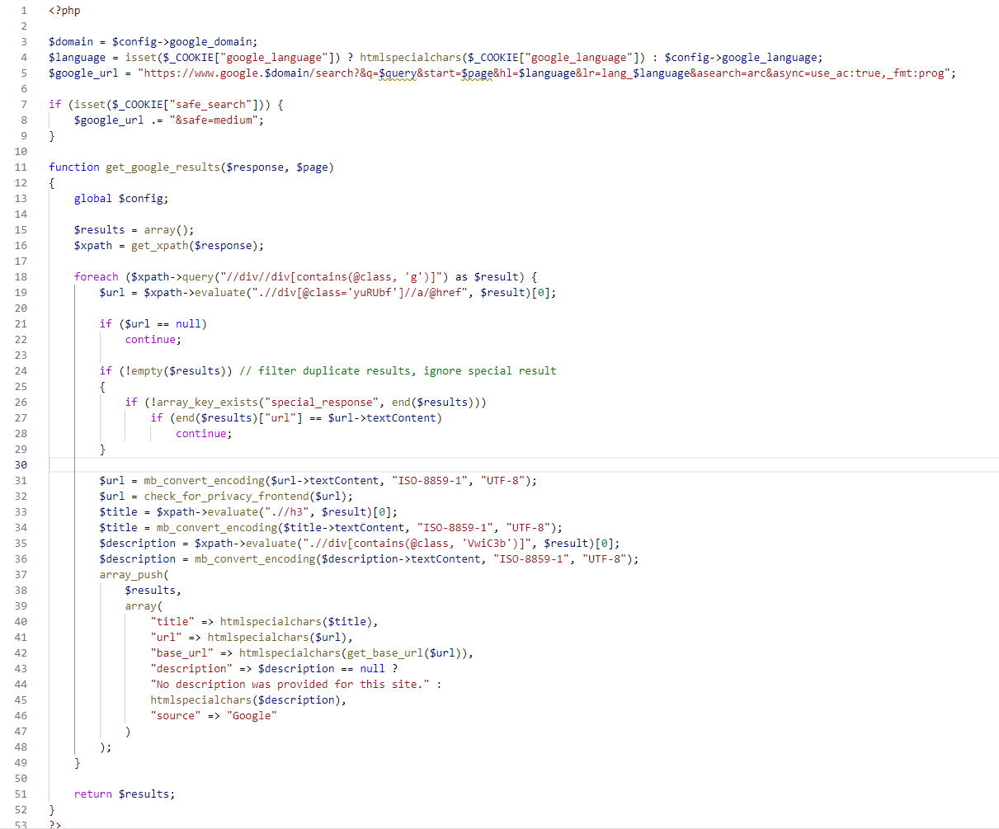 1 <?php
2
3 $domain = $config->google_domain;
4 $language = isset($_COOKIE["google_language"]) ? htmlspecialchars($_COOKIE["google_language"]) : $config->google_language;
5 $google_url = "https://www.google.$domain/search?&q=$query&start=$page&hl=$language&lr=lang_$language&asearch=arc&async=use_ac:true,_fmt:prog";
6
7 if (isset($_COOKIE["safe_search"])) {
8     $google_url .= "&safe=medium";
9 }
10
11 function get_google_results($response, $page)
12 {
13     global $config;
14
15     $results = array();
16     $xpath = get_xpath($response);
17
18     foreach ($xpath->query("//div//div[contains(@class, 'g')]") as $result) {
19         $url = $xpath->evaluate(".//div[@class='yuRUbf']//a/@href", $result)[0];
20
21         if ($url == null)
22             continue;
23
24         if (!empty($results)) // filter duplicate results, ignore special result
25         {
26             if (!array_key_exists("special_response", end($results)))
27                 if (end($results)["url"] == $url->textContent)
28                     continue;
29         }
30
31         $url = mb_convert_encoding($url->textContent, "ISO-8859-1", "UTF-8");
32         $url = check_for_privacy_frontend($url);
33         $title = $xpath->evaluate(".//h3", $result)[0];
34         $title = mb_convert_encoding($title->textContent, "ISO-8859-1", "UTF-8");
35         $description = $xpath->evaluate(".//div[contains(@class, 'VwiC3b')]", $result)[0];
36         $description = mb_convert_encoding($description->textContent, "ISO-8859-1", "UTF-8");
37         array_push(
38             $results,
39             array(
40                 "title" => htmlspecialchars($title),
41                 "url" => htmlspecialchars($url),
42                 "base_url" => htmlspecialchars(get_base_url($url)),
43                 "description" => $description == null ?
44                 "No description was provided for this site." :
45                 htmlspecialchars($description),
46                 "source" => "Google"
47             )
48         );
49     }
50
51     return $results;
52 }
53 ?>